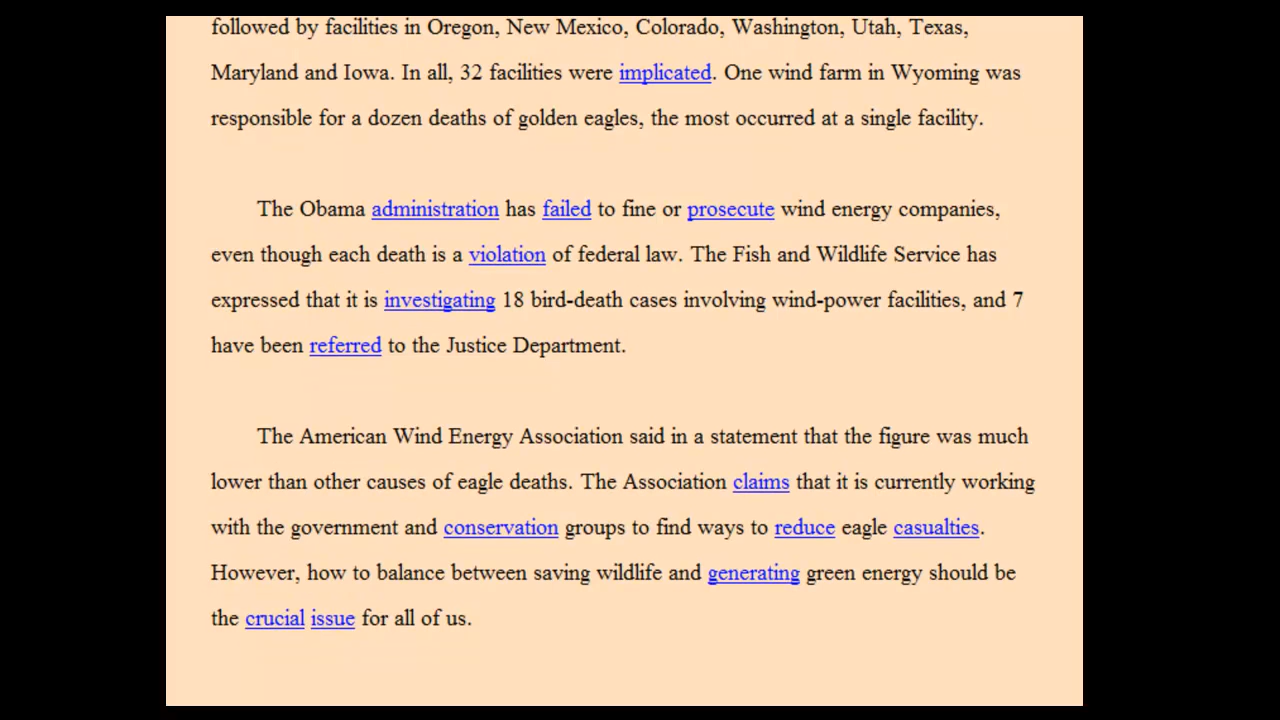 followed by facilities in Oregon, New Mexico, Colorado, Washington, Utah, Texas,
Maryland and Iowa. In all, 32 facilities were implicated. One wind farm in Wyoming was
responsible for a dozen deaths of golden eagles, the most occurred at a single facility.
The Obama administration has failed to fine or prosecute wind energy companies,
even though each death is a violation of federal law. The Fish and Wildlife Service has
expressed that it is investigating 18 bird-death cases involving wind-power facilities, and 7
have been referred to the Justice Department.
The American Wind Energy Association said in a statement that the figure was much
lower than other causes of eagle deaths. The Association claims that it is currently working
with the government and conservation groups to find ways to reduce eagle casualties.
However, how to balance between saving wildlife and generating green energy should be
the crucial issue for all of us.